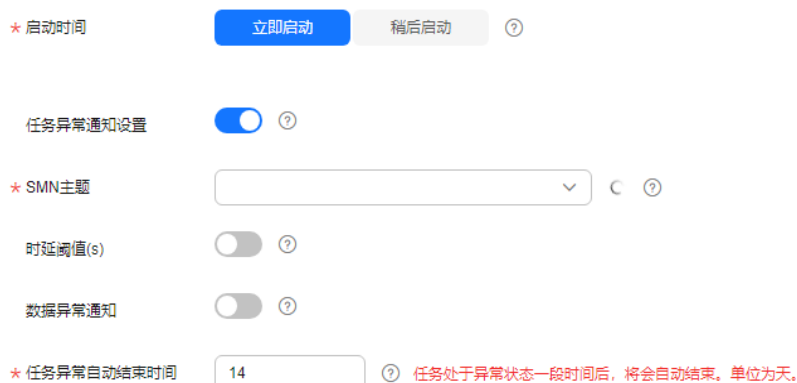 * 启动时间 立即启动 稍后启动 ?
任务异常通知设置 ?
* SMN主题 ?
时延阈值(s) ?
数据异常通知 ?
* 任务异常自动结束时间 14 ? 任务处于异常状态一段时间后，将会自动结束。单位为天。